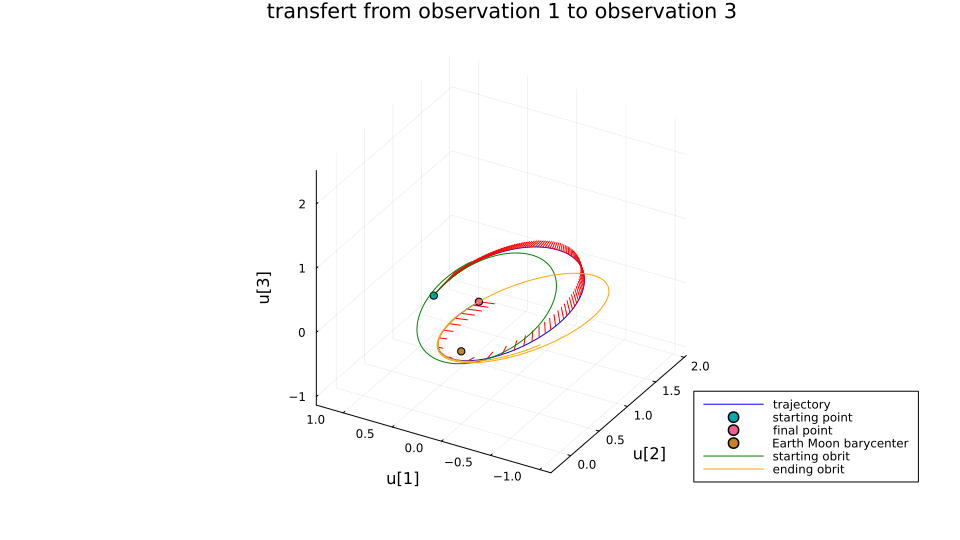 transfert from observation 1 to observation 3
u[3]
2
1
0
−1
1.0
0.5
0.0
−0.5
−1.0
u[1]
0.0
0.5
1.0
1.5
2.0
u[2]
trajectory
starting point
final point
Earth Moon barycenter
starting obrit
ending obrit